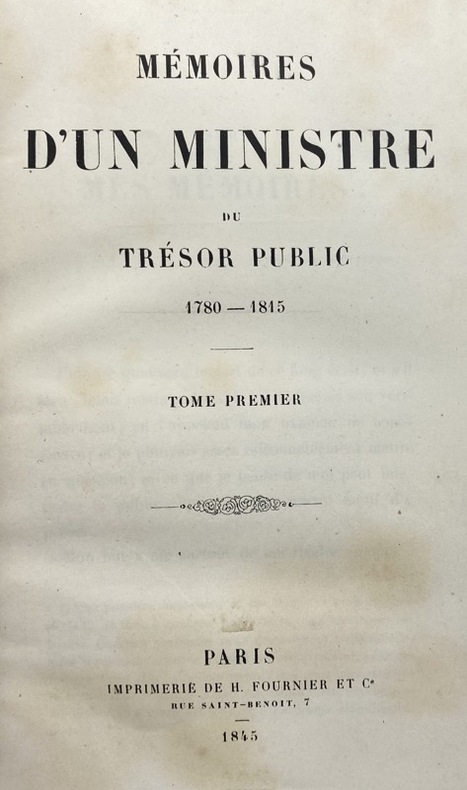 MÉMOIRES
D'UN MINISTRE
DU
TRÉSOR PUBLIC
1780 — 1815
TOME PREMIER
PARIS
IMPRIMERIE DE H. FOURNIER ET Cᵉ
RUE SAINT-BENOIT, 7
1845